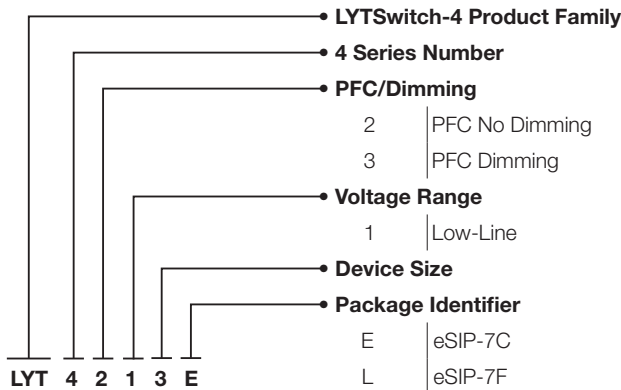 LYTSwitch-4 Product Family
4 Series Number
PFC/Dimming
2 PFC No Dimming
3 PFC Dimming
Voltage Range
1 Low-Line
Device Size
Package Identifier
E eSIP-7C
L eSIP-7F
LYT 4 2 1 3 E